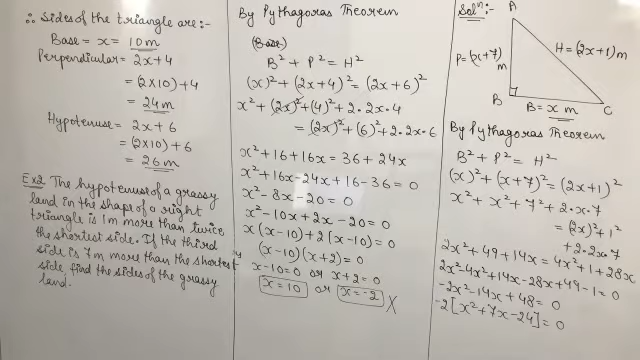 ∴ Sides of the triangle are:-
Base = x = 10m
Perpendicular = 2x+4
= (2×10)+4
= 24m
Hypotenuse = 2x+6
= (2×10)+6
= 26m
Ex2 The hypotenuse of a grassy
land in the shape of a right
triangle is 1m more than twice
the shortest side. If the third
side is 7m more than the shortest
side, find the sides of the grassy
land.
By Pythagoras Theorem
(Base)
B² + P² = H²
(x)² + (2x+4)² = (2x+6)²
x² + (2x)² + (4)² + 2·2x·4
= (2x)² + (6)² + 2·2x·6
x² + 16 + 16x = 36 + 24x
x² + 16x - 24x + 16 - 36 = 0
x² - 8x - 20 = 0
x² - 10x + 2x - 20 = 0
x(x-10) + 2(x-10) = 0
(x-10)(x+2) = 0
x-10=0 or x+2=0
x=10 or x=-2 X
Solⁿ:-
A
P=(x+7)m
H=(2x+1)m
B
B = x m
C
By Pythagoras Theorem
B² + P² = H²
(x)² + (x+7)² = (2x+1)²
x² + x² + 7² + 2·x·7
= (2x)² + 1²
+ 2·2x·7
2x² + 49 + 14x = 4x² + 1 + 28x
2x² - 4x² + 14x - 28x + 49 - 1 = 0
-2x² - 14x + 48 = 0
-2[x² + 7x - 24] = 0